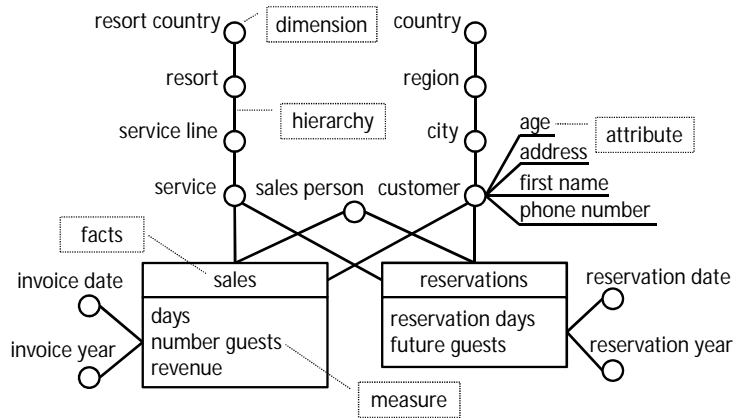 resort country
dimension
country
resort
region
hierarchy
service line
city
age
attribute
address
service
sales person
customer
first name
phone number
facts
invoice date
sales
reservations
reservation date
days
number guests
revenue
reservation days
future guests
invoice year
reservation year
measure